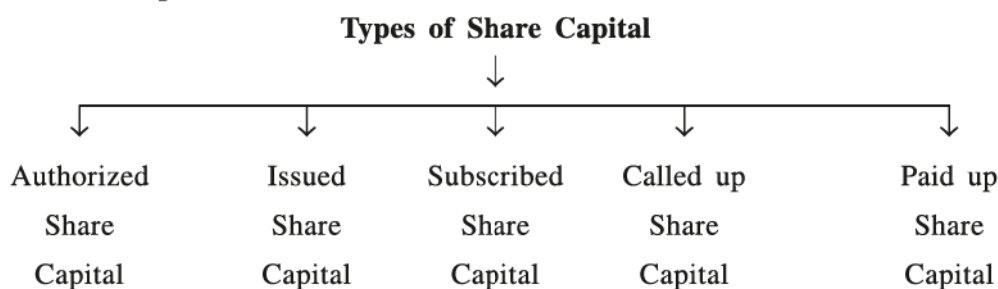 Types of Share Capital
Authorized Issued Subscribed Called up Paid up
Share Share Share Share Share
Capital Capital Capital Capital Capital